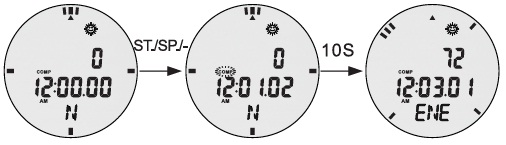 0
COMP
12:00.00
AM
N
ST./SP./-
0
COMP
12:01.02
AM
N
10S
72
COMP
12:03.01
AM
ENE